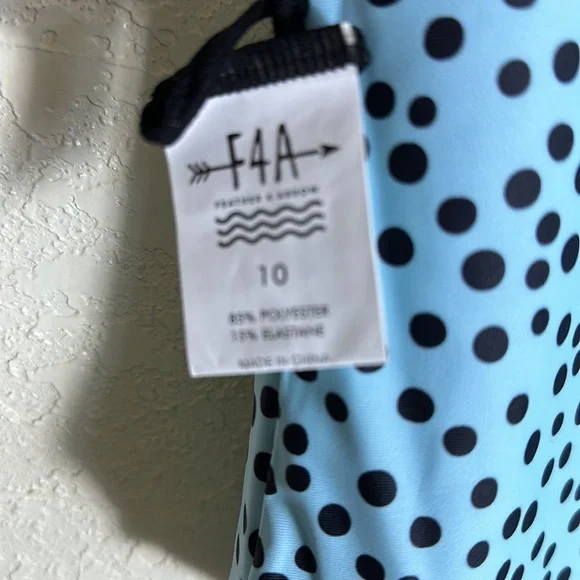 F4A
FEATHER 4 ARROW
10
85% POLYESTER
15% ELASTANE
MADE IN CHINA